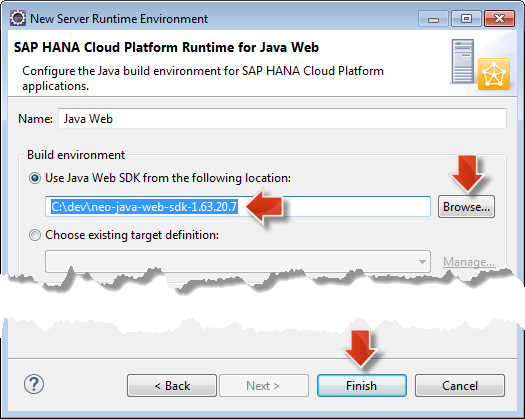 New Server Runtime Environment
SAP HANA Cloud Platform Runtime for Java Web
Configure the Java build environment for SAP HANA Cloud Platform
applications.
Name: Java Web
Build environment
Use Java Web SDK from the following location:
C:\dev\neo-java-web-sdk-1.63.20.7 Browse...
Choose existing target definition:
Manage...
? < Back Next > Finish Cancel